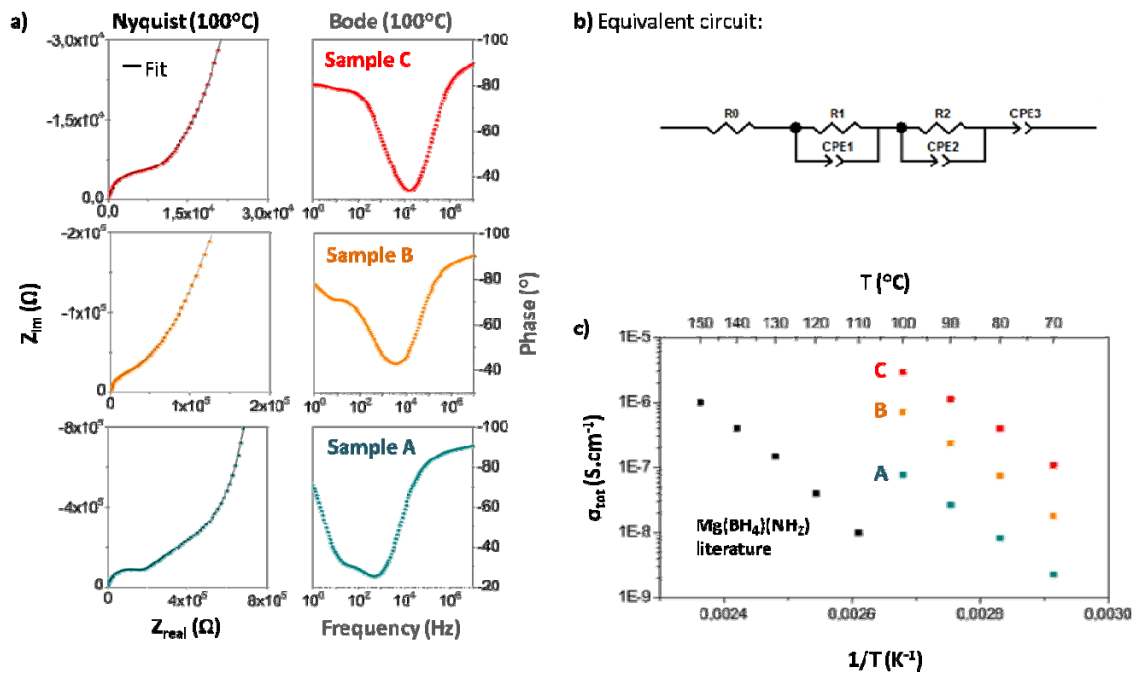 a)
Nyquist (100°C)
Bode (100°C)
b) Equivalent circuit:
-3,0x10⁴
-1,5x10⁴
0,0
0,0
1,5x10⁴
3,0x10⁴
Fit
Sample C
-100
-80
-60
-40
10⁰
10²
10⁴
10⁶
R0
R1
CPE1
R2
CPE2
CPE3
-2x10⁵
-1x10⁵
0
0
1x10⁵
2x10⁵
Sample B
-100
-80
-60
-40
10⁰
10²
10⁴
10⁶
Z_im (Ω)
Phase (°)
-8x10⁵
-4x10⁵
0
0
4x10⁵
8x10⁵
Sample A
-100
-80
-60
-40
20
10⁰
10²
10⁴
10⁶
Z_real (Ω)
Frequency (Hz)
T (°C)
c)
150
140
130
120
110
100
90
80
70
1E-5
1E-6
1E-7
1E-8
1E-9
σ_tot (S.cm⁻¹)
C
B
A
Mg(BH₄)(NH₂)
literature
0,0024
0,0026
0,0028
0,0030
1/T (K⁻¹)